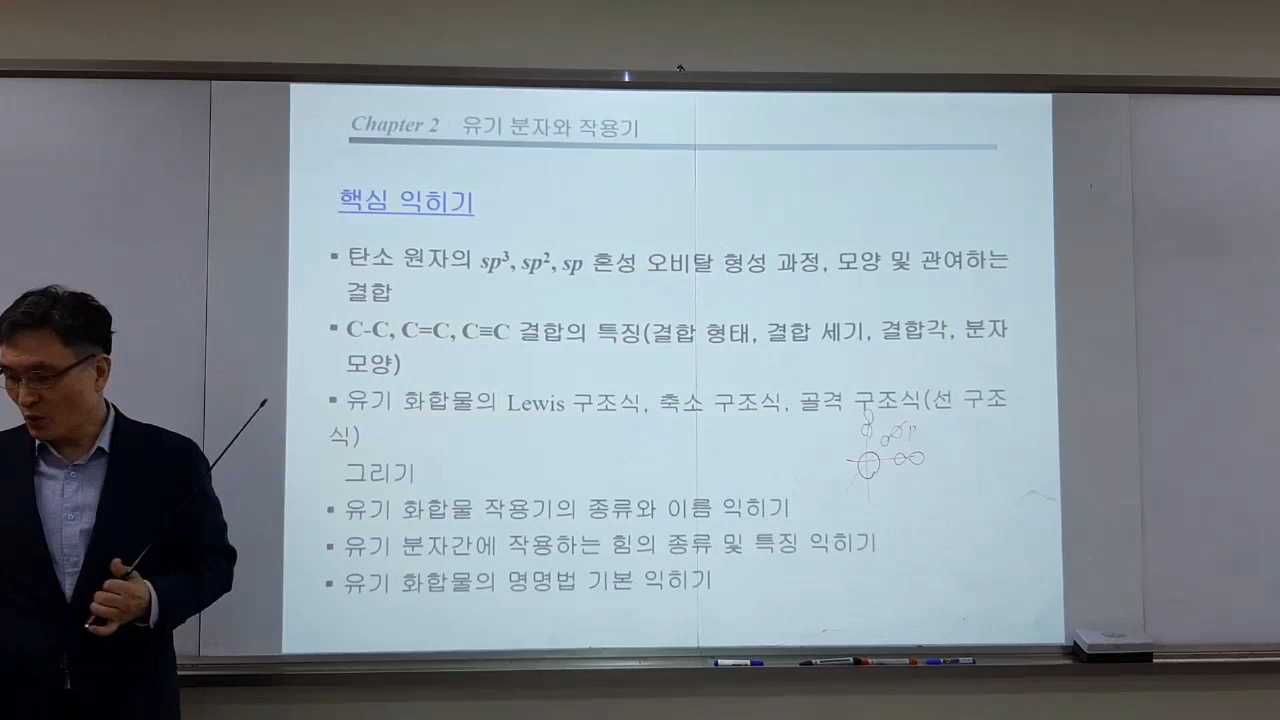 Chapter 2 유기 분자와 작용기
핵심 익히기
▪ 탄소 원자의 sp³, sp², sp 혼성 오비탈 형성 과정, 모양 및 관여하는
결합
▪ C-C, C=C, C≡C 결합의 특징(결합 형태, 결합 세기, 결합각, 분자
모양)
▪ 유기 화합물의 Lewis 구조식, 축소 구조식, 골격 구조식(선 구조
식)
그리기
▪ 유기 화합물 작용기의 종류와 이름 익히기
▪ 유기 분자간에 작용하는 힘의 종류 및 특징 익히기
▪ 유기 화합물의 명명법 기본 익히기